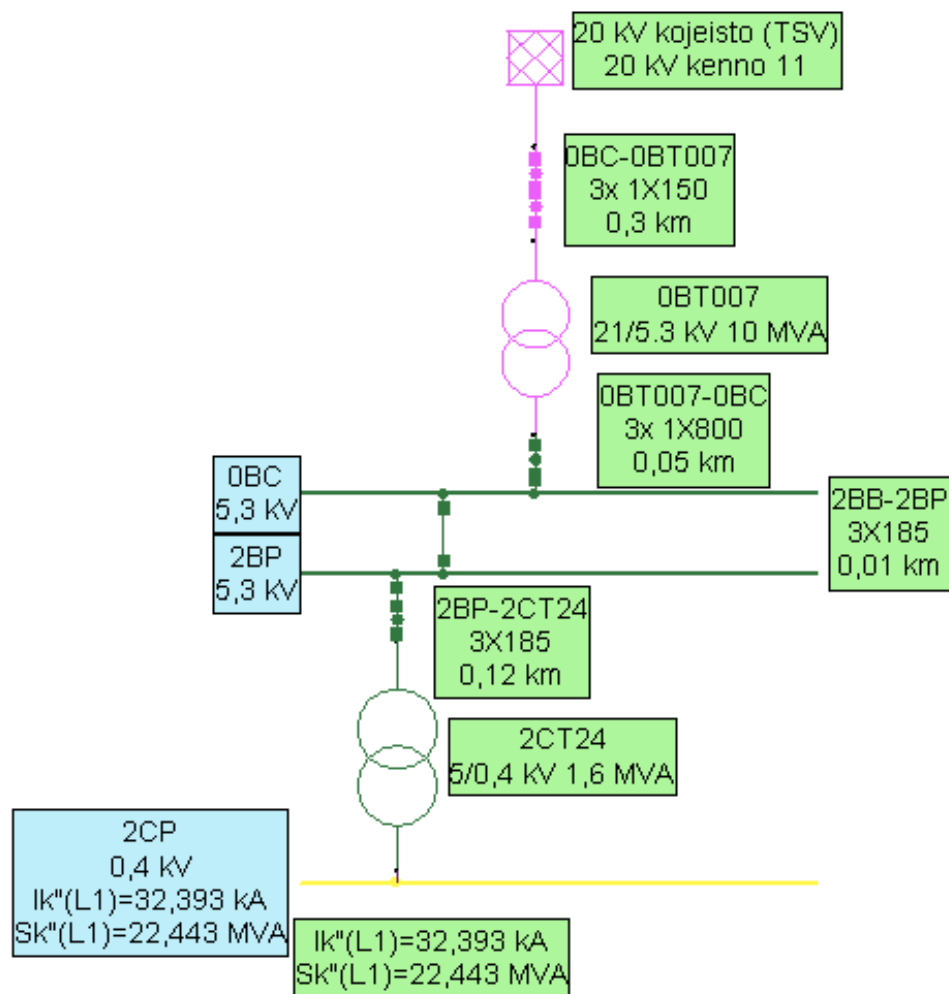 20 kV kojeisto (TSV)
20 kV kenno 11
0BC-0BT007
3x 1X150
0,3 km
0BT007
21/5.3 kV 10 MVA
0BT007-0BC
3x 1X800
0,05 km
0BC
5,3 kV
2BP
5,3 kV
2BB-2BP
3X185
0,01 km
2BP-2CT24
3X185
0,12 km
2CT24
5/0,4 kV 1,6 MVA
2CP
0,4 kV
Ik"(L1)=32,393 kA
Sk"(L1)=22,443 MVA
Ik"(L1)=32,393 kA
Sk"(L1)=22,443 MVA